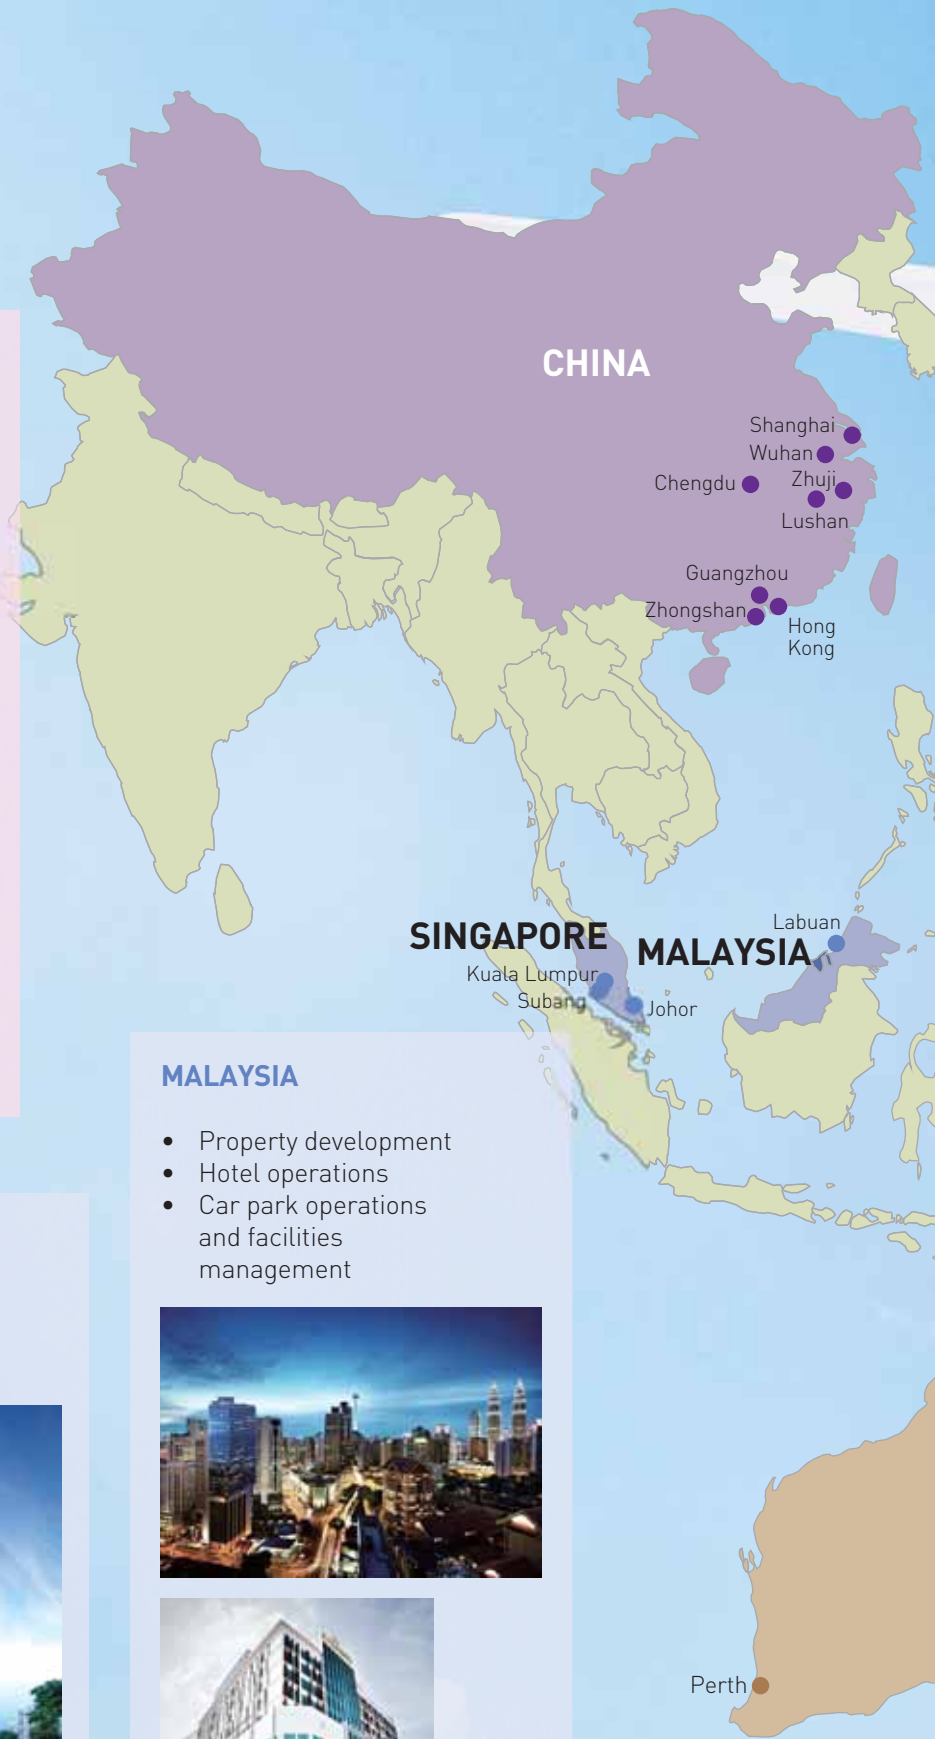 CHINA
Shanghai
Wuhan
Chengdu
Zhuji
Lushan
Guangzhou
Zhongshan
Hong
Kong
Labuan
SINGAPORE
MALAYSIA
Kuala Lumpur
Subang
Johor
MALAYSIA
• Property development
• Hotel operations
• Car park operations
and facilities
management
Perth